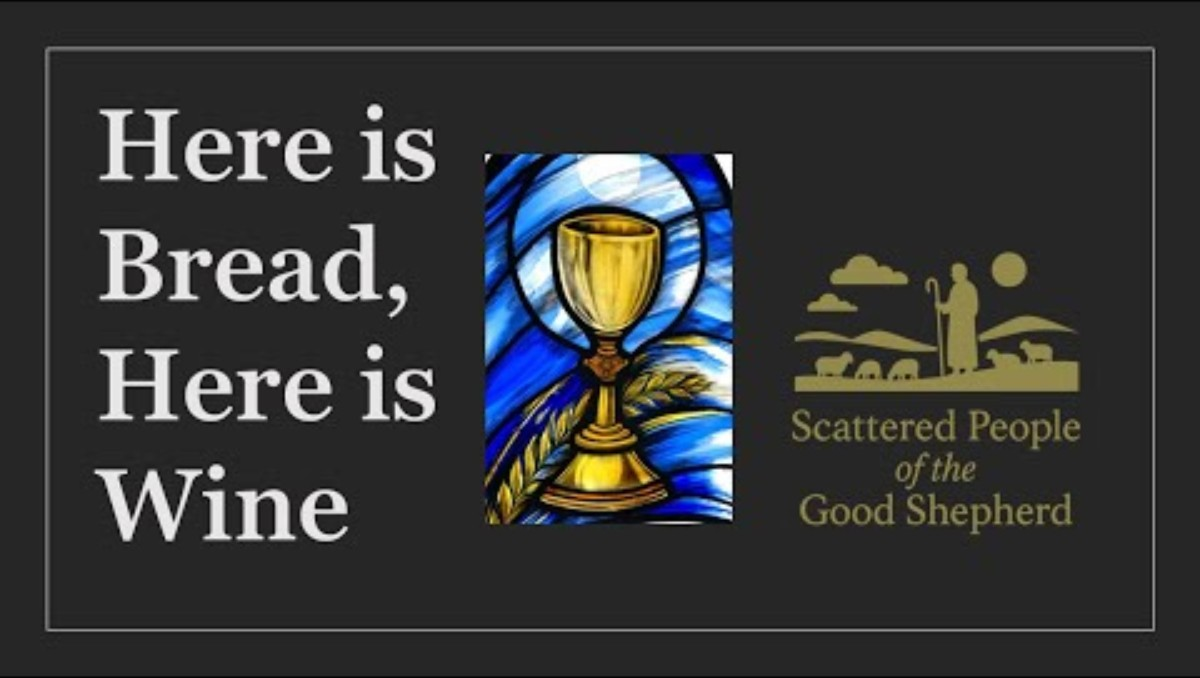 Here is
Bread,
Here is
Wine
Scattered People
of the
Good Shepherd